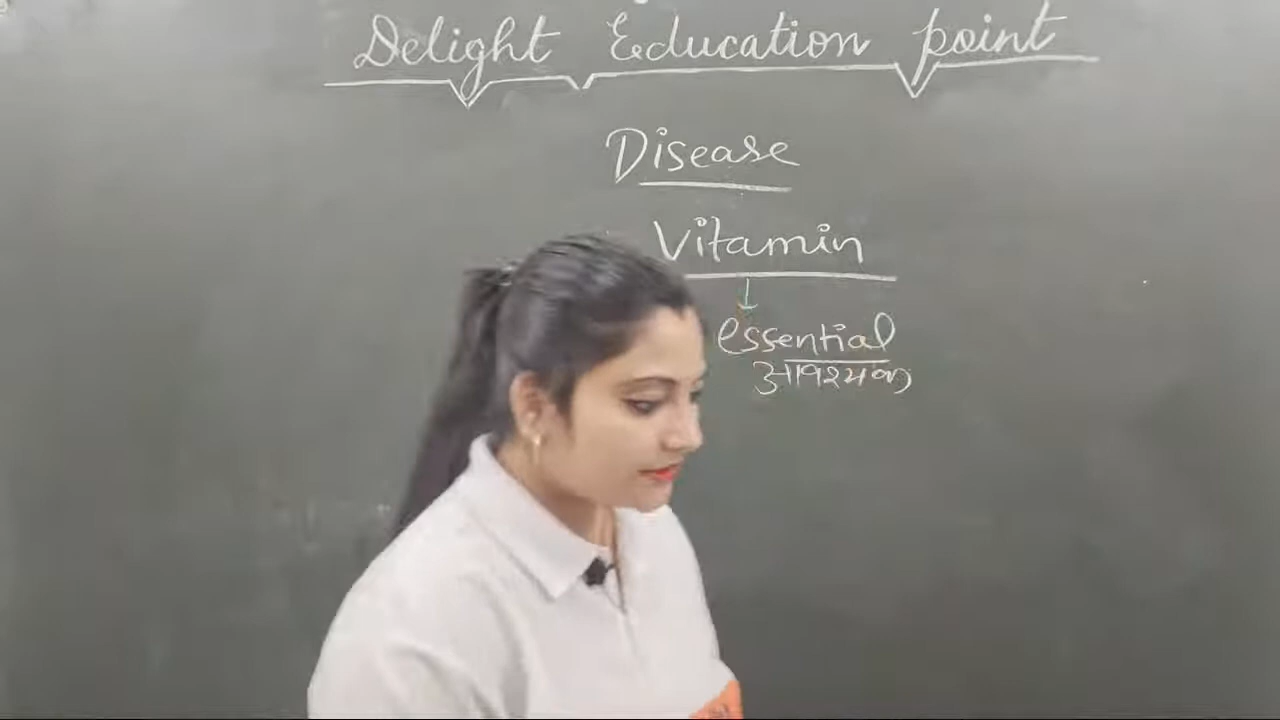 Delight Education point
Disease
Vitamin
essential
आवश्यक